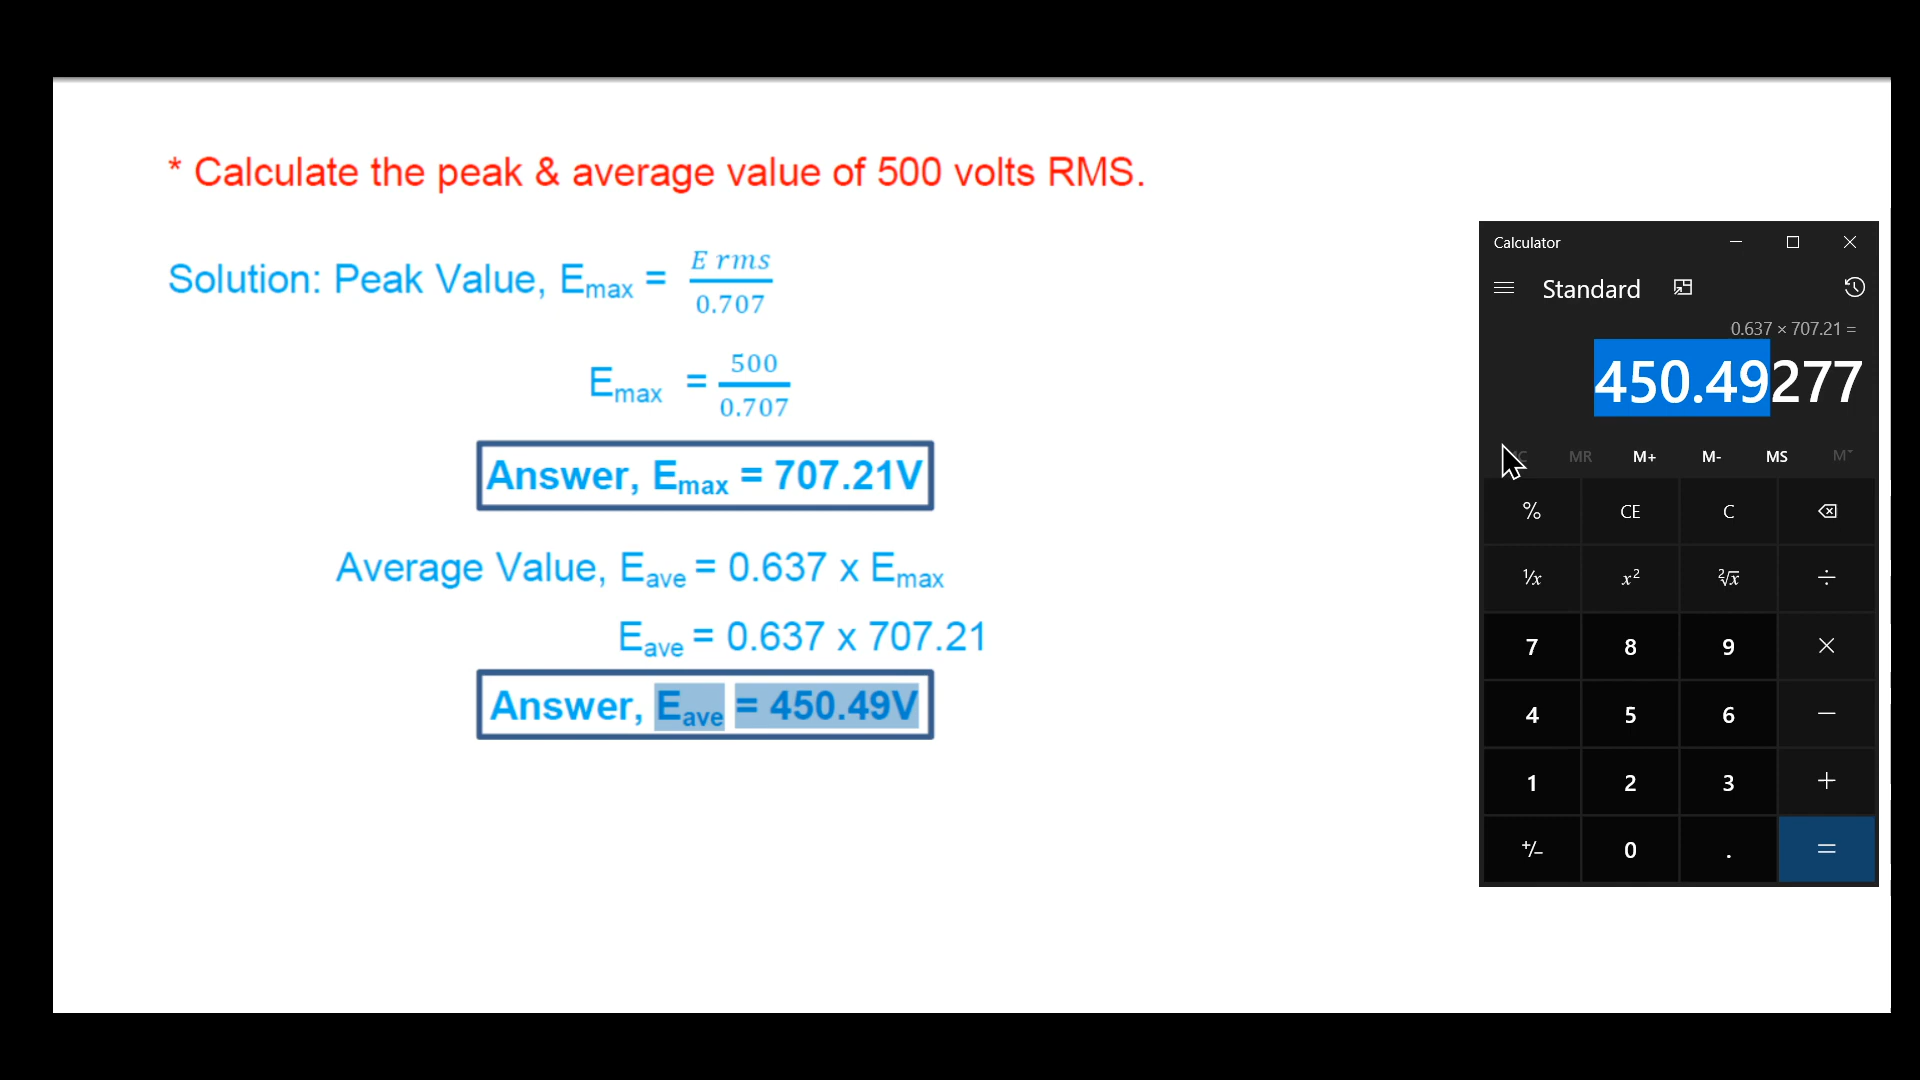 * Calculate the peak & average value of 500 volts RMS.
Solution: Peak Value, Emax = E rms / 0.707
Emax = 500 / 0.707
Answer, Emax = 707.21V
Average Value, Eave = 0.637 x Emax
Eave = 0.637 x 707.21
Answer, Eave = 450.49V
Calculator
Standard
0.637 × 707.21 =
450.49277
MR M+ M- MS M˅
% CE C
¹/x x² ²√x ÷
7 8 9 ×
4 5 6 −
1 2 3 +
+/− 0 . =